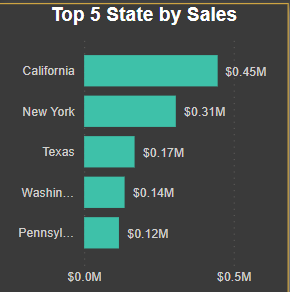 Top 5 State by Sales
California $0.45M
New York $0.31M
Texas $0.17M
Washin... $0.14M
Pennsyl... $0.12M
$0.0M $0.5M